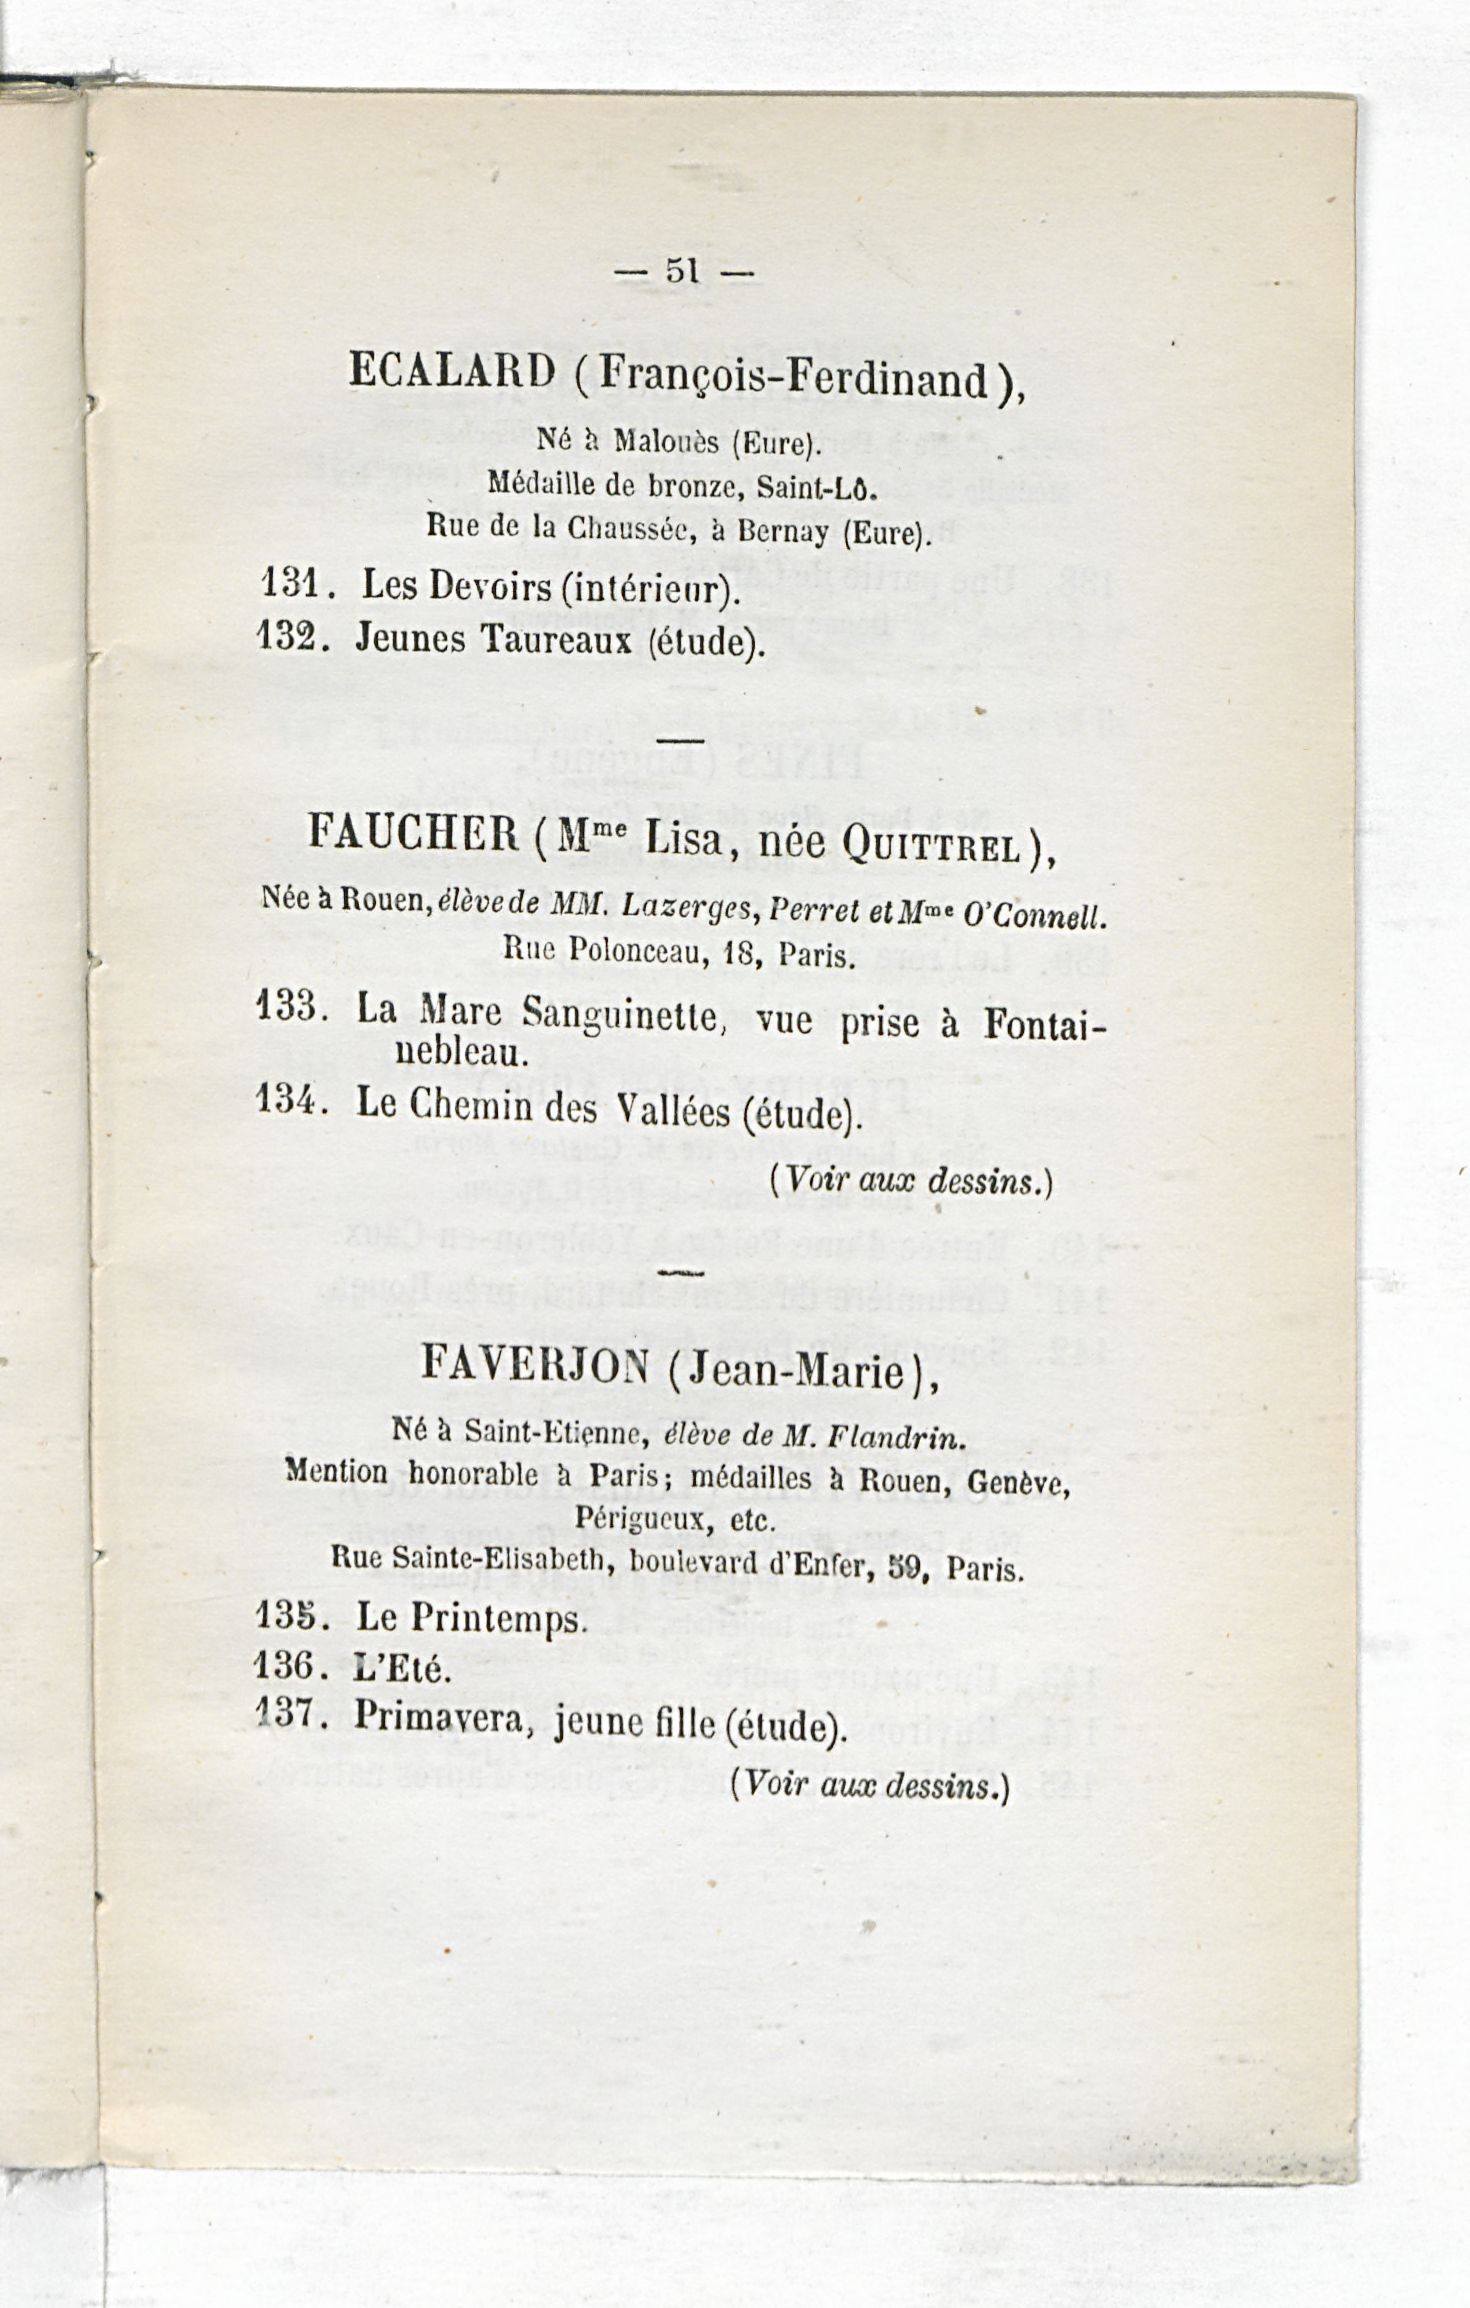 — 51 —
ECALARD (François-Ferdinand),
Né à Malouès (Eure).
Médaille de bronze, Saint-Lô.
Rue de la Chaussée, à Bernay (Eure).
131. Les Devoirs (intérieur).
132. Jeunes Taureaux (étude).
FAUCHER (Mme Lisa, née QUITTREL),
Née à Rouen, élève de MM. Lazerges, Perret et Mme O'Connell.
Rue Polonceau, 18, Paris.
133. La Mare Sanguinette, vue prise à Fontai-
nebleau.
134. Le Chemin des Vallées (étude).
(Voir aux dessins.)
FAVERJON (Jean-Marie),
Né à Saint-Etienne, élève de M. Flandrin.
Mention honorable à Paris; médailles à Rouen, Genève,
Périgueux, etc.
Rue Sainte-Elisabeth, boulevard d'Enfer, 59, Paris.
135. Le Printemps.
136. L'Eté.
137. Primavera, jeune fille (étude).
(Voir aux dessins.)